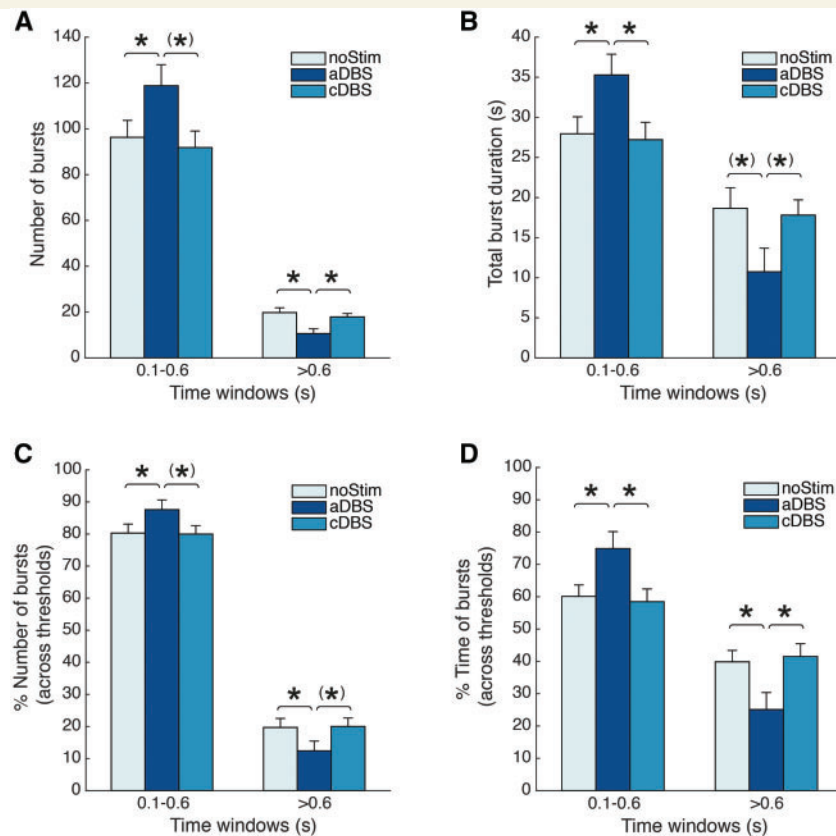 A
Number of bursts
140
120
100
80
60
40
20
0
* (*)
* *
noStim
aDBS
cDBS
0.1-0.6 >0.6
Time windows (s)
B
Total burst duration (s)
40
35
30
25
20
15
10
5
0
* *
(*) (*)
noStim
aDBS
cDBS
0.1-0.6 >0.6
Time windows (s)
C
% Number of bursts
(across thresholds)
100
90
80
70
60
50
40
30
20
10
0
* (*)
* (*)
noStim
aDBS
cDBS
0.1-0.6 >0.6
Time windows (s)
D
% Time of bursts
(across thresholds)
100
90
80
70
60
50
40
30
20
10
0
* *
* *
noStim
aDBS
cDBS
0.1-0.6 >0.6
Time windows (s)